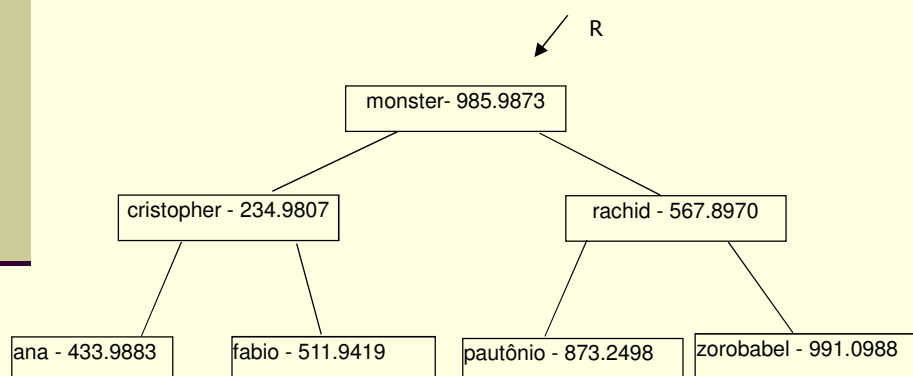 R
monster- 985.9873
cristopher - 234.9807
rachid - 567.8970
ana - 433.9883
fabio - 511.9419
pautônio - 873.2498
zorobabel - 991.0988